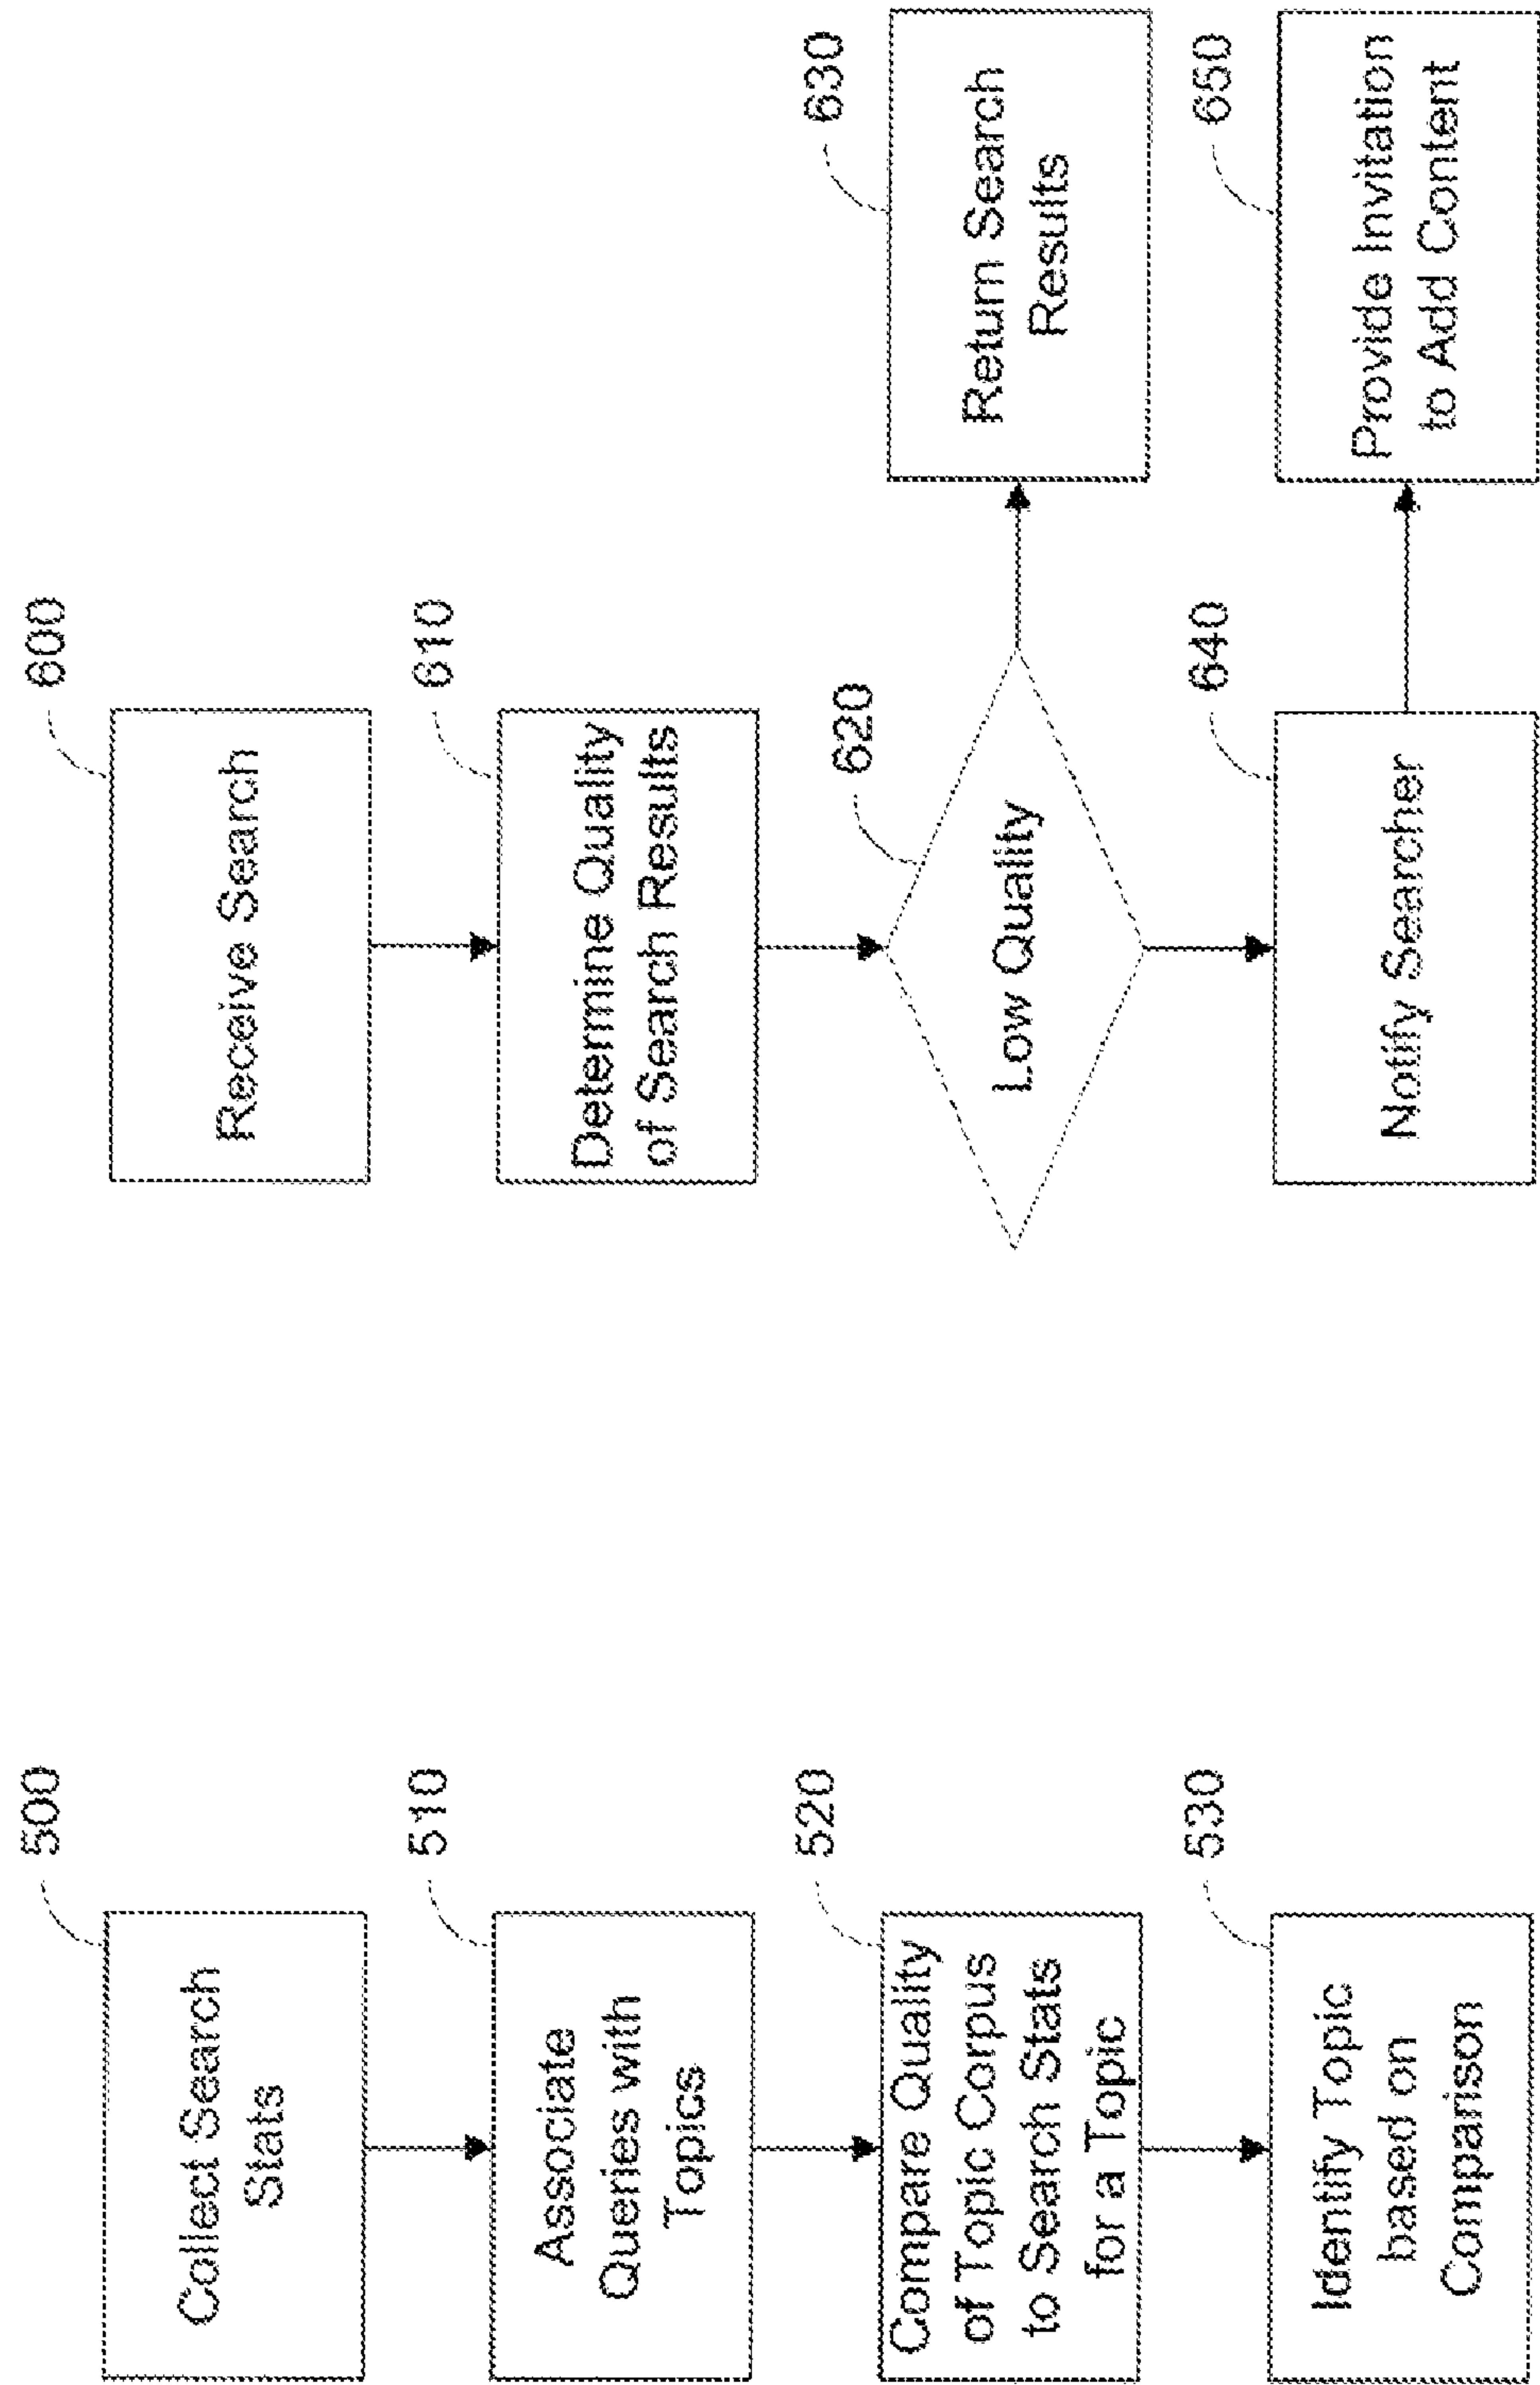 500
Collect Search
Stats
510
Associate
Queries with
Topics
520
Compare Quality
of Topic Corpus
to Search Stats
for a Topic
530
Identify Topic
based on
Comparison
600
Receive Search
610
Determine Quality
of Search Results
620
Low Quality
630
Return Search
Results
640
Notify Searcher
650
Provide Invitation
to Add Content